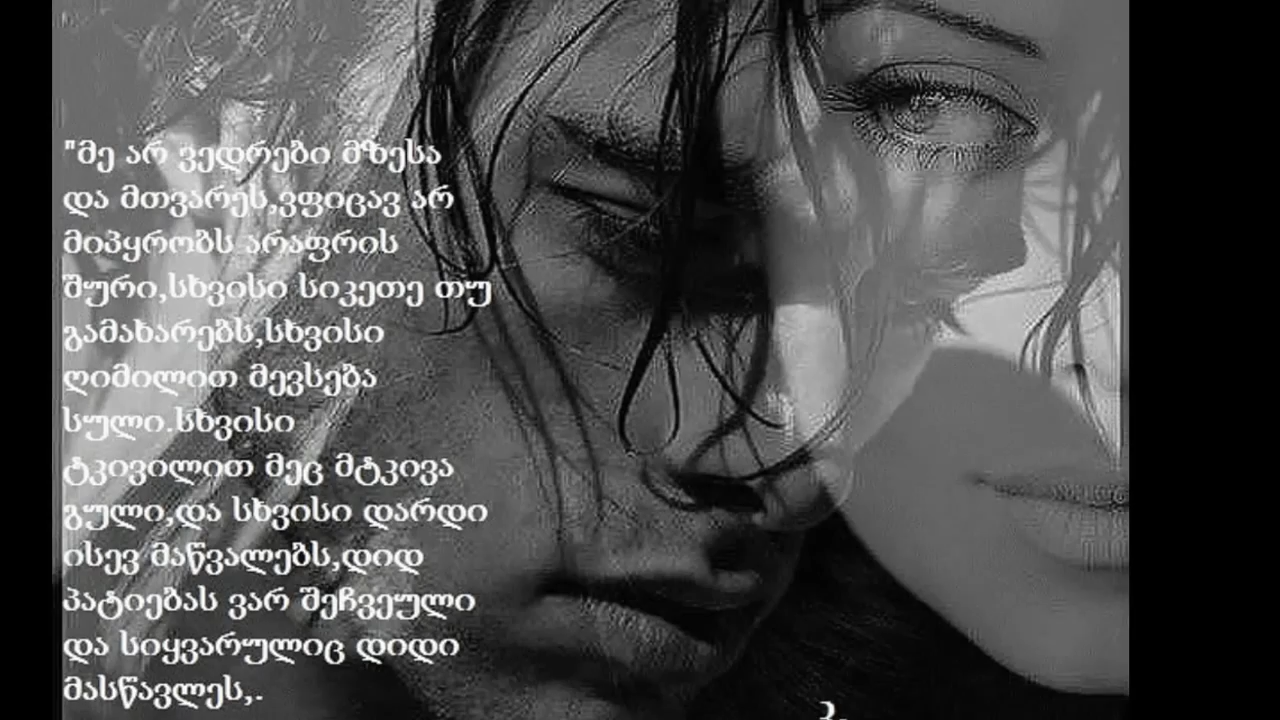 "მე არ ვედრები მზესა
და მთვარეს,ვფიცავ არ
მიპყრობს არაფრის
შური,სხვისი სიკეთე თუ
გამახარებს,სხვისი
ღიმილით მევსება
სული.სხვისი
ტკივილით მეც მტკივა
გული,და სხვისი დარდი
ისევ მაწვალებს,დიდ
პატიებას ვარ შეჩვეული
და სიყვარულიც დიდი
მასწავლეს,.